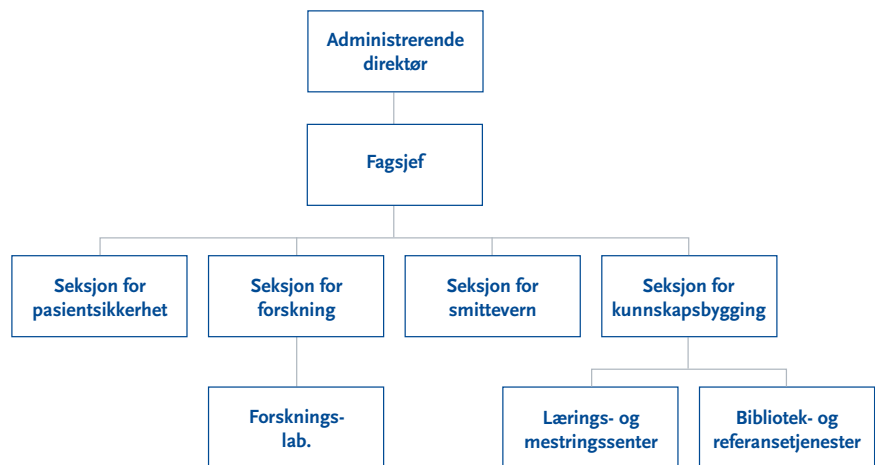 Administrerende
direktør
Fagsjef
Seksjon for
pasientsikkerhet
Seksjon for
forskning
Seksjon for
smittevern
Seksjon for
kunnskapsbygging
Forsknings-
lab.
Lærings- og
mestringssenter
Bibliotek- og
referansetjenester